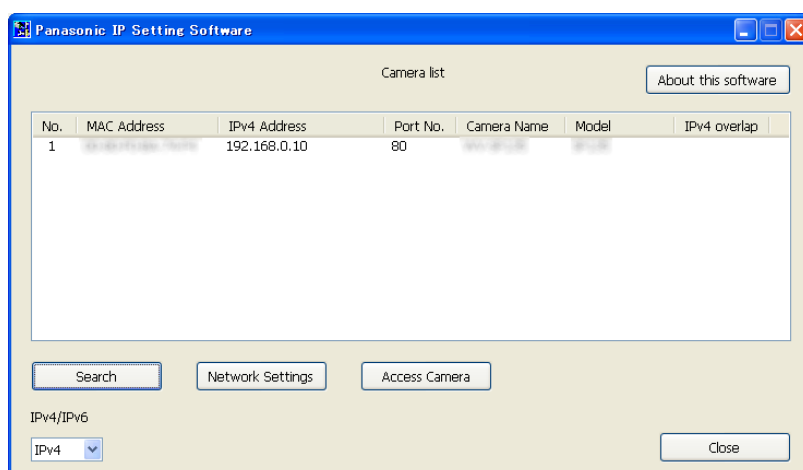 Panasonic IP Setting Software
Camera list
About this software
No. MAC Address IPv4 Address Port No. Camera Name Model IPv4 overlap
1 192.168.0.10 80
Search Network Settings Access Camera
IPv4/IPv6
IPv4 Close